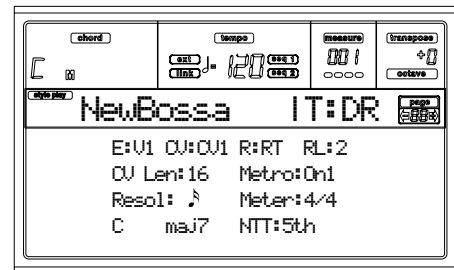 chord tempo measure transpose
C M ext link ♩= 120 seq 1 seq 2 001 +0 octave
style play NewBossa IT:DR page
E:V1 CV:CV1 R:RT RL:2
CV Len:16 Metro:On1
Resol: ♪ Meter:4/4
C maj7 NTT:5th